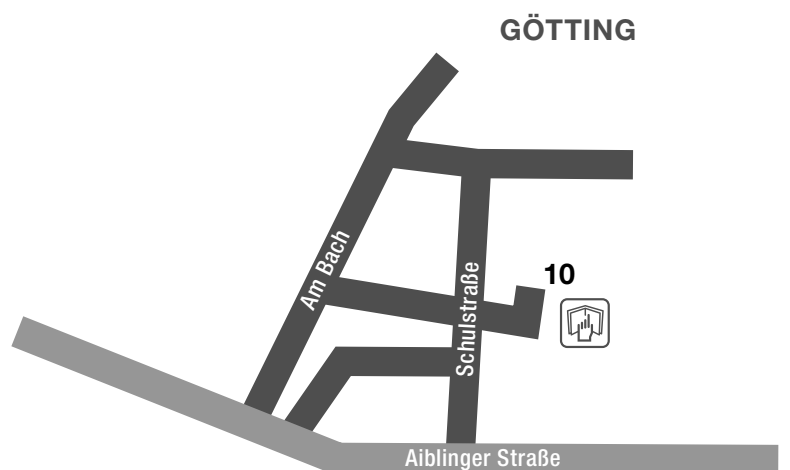 GÖTTING
Am Bach
10
Schulstraße
Aiblinger Straße